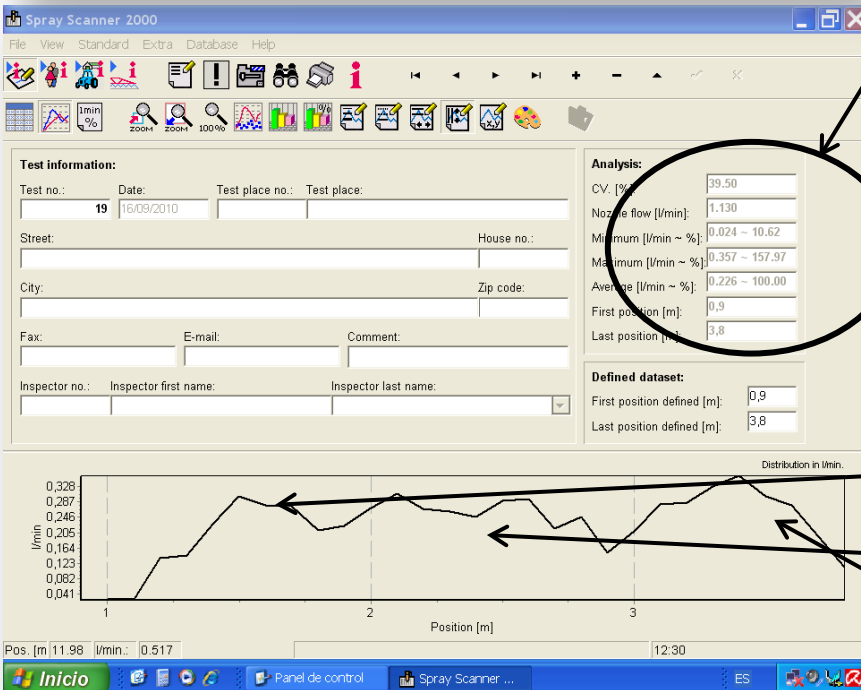 Spray Scanner 2000
File View Standard Extra Database Help
1min %
ZOOM ZOOM 100% %
x,y
Test information:
Test no.: Date: Test place no.: Test place:
19 16/09/2010
Street: House no.:
City: Zip code:
Fax: E-mail: Comment:
Inspector no.: Inspector first name: Inspector last name:
Analysis:
CV. [%]: 39.50
Nozzle flow [l/min]: 1.130
Minimum [l/min ~ %]: 0.024 ~ 10.62
Maximum [l/min ~ %]: 0.357 ~ 157.97
Average [l/min ~ %]: 0.226 ~ 100.00
First position [m]: 0,9
Last position [m]: 3,8
Defined dataset:
First position defined [m]: 0,9
Last position defined [m]: 3,8
Distribution in l/min.
0,328
0,287
0,246
0,205
0,164
0,123
0,082
0,041
l/min
1 2 3
Position [m]
Pos. [m 11.98 l/min.: 0.517 12:30
Inicio Panel de control Spray Scanner ... ES